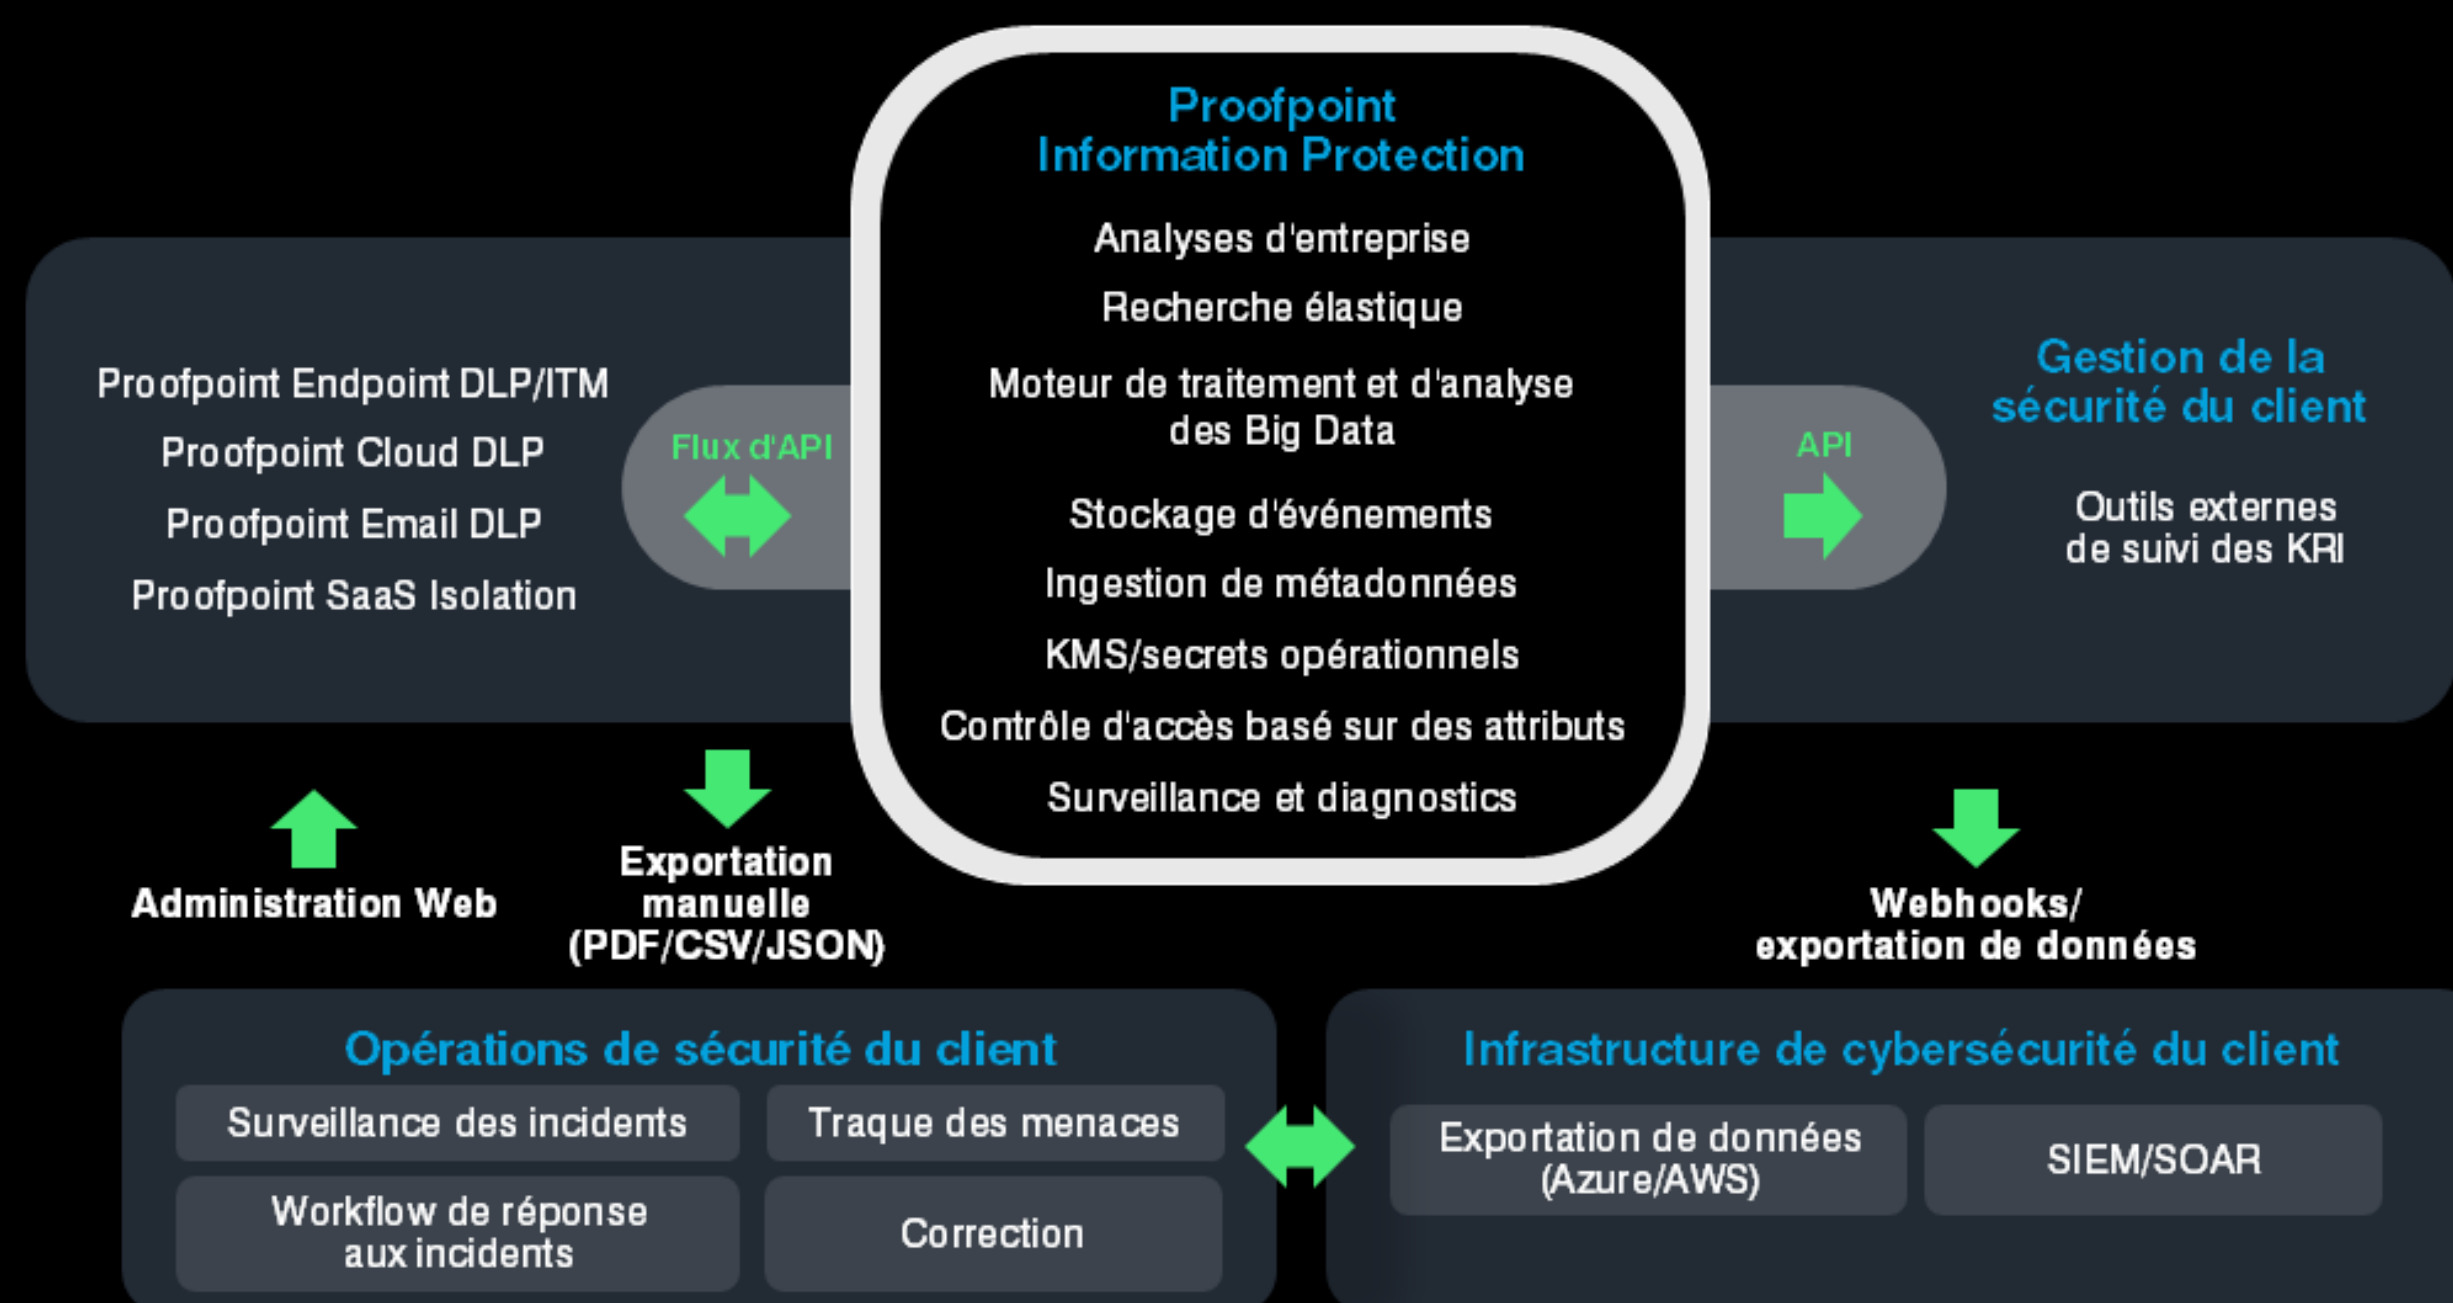 Proofpoint
Information Protection
Analyses d'entreprise
Recherche élastique
Moteur de traitement et d'analyse
des Big Data
Stockage d'événements
Ingestion de métadonnées
KMS/secrets opérationnels
Contrôle d'accès basé sur des attributs
Surveillance et diagnostics
Proofpoint Endpoint DLP/ITM
Proofpoint Cloud DLP
Proofpoint Email DLP
Proofpoint SaaS Isolation
Flux d'API
API
Gestion de la
sécurité du client
Outils externes
de suivi des KRI
Administration Web
Exportation
manuelle
(PDF/CSV/JSON)
Webhooks/
exportation de données
Opérations de sécurité du client
Surveillance des incidents
Traque des menaces
Workflow de réponse
aux incidents
Correction
Infrastructure de cybersécurité du client
Exportation de données
(Azure/AWS)
SIEM/SOAR